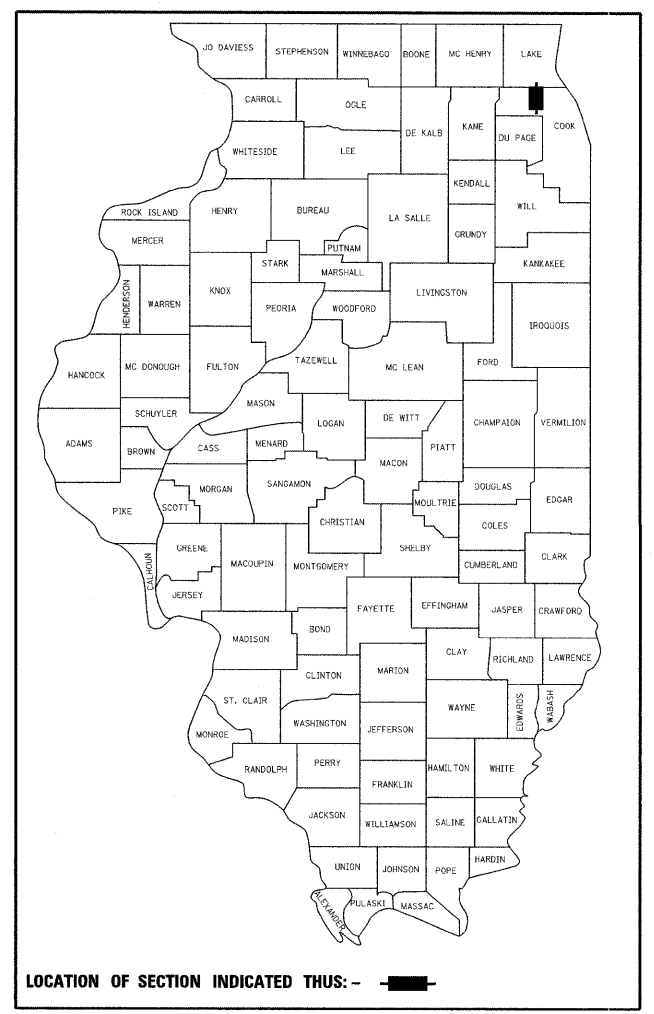 JO DAVIESS
STEPHENSON
WINNEBAGO
BOONE
MC HENRY
LAKE
CARROLL
OGLE
DE KALB
KANE
DU PAGE
COOK
WHITESIDE
LEE
KENDALL
ROCK ISLAND
HENRY
BUREAU
LA SALLE
WILL
GRUNDY
MERCER
PUTNAM
STARK
MARSHALL
KANKAKEE
HENDERSON
WARREN
KNOX
PEORIA
WOODFORD
LIVINGSTON
IROQUOIS
HANCOCK
MC DONOUGH
FULTON
TAZEWELL
MC LEAN
FORD
SCHUYLER
MASON
LOGAN
DE WITT
CHAMPAION
VERMILION
ADAMS
BROWN
CASS
MENARD
PIATT
MACON
MORGAN
SANGAMON
DOUGLAS
EDGAR
PIKE
SCOTT
CHRISTIAN
MOULTRIE
COLES
GREENE
MACOUPIN
MONTGOMERY
SHELBY
CUMBERLAND
CLARK
CALHOUN
JERSEY
FAYETTE
EFFINGHAM
JASPER
CRAWFORD
MADISON
BOND
CLAY
RICHLAND
LAWRENCE
CLINTON
MARION
ST. CLAIR
WASHINGTON
WAYNE
EDWARDS
WABASH
MONROE
JEFFERSON
RANDOLPH
PERRY
HAMILTON
WHITE
FRANKLIN
JACKSON
WILLIAMSON
SALINE
GALLATIN
UNION
JOHNSON
POPE
HARDIN
ALEXANDER
PULASKI
MASSAC
LOCATION OF SECTION INDICATED THUS: -